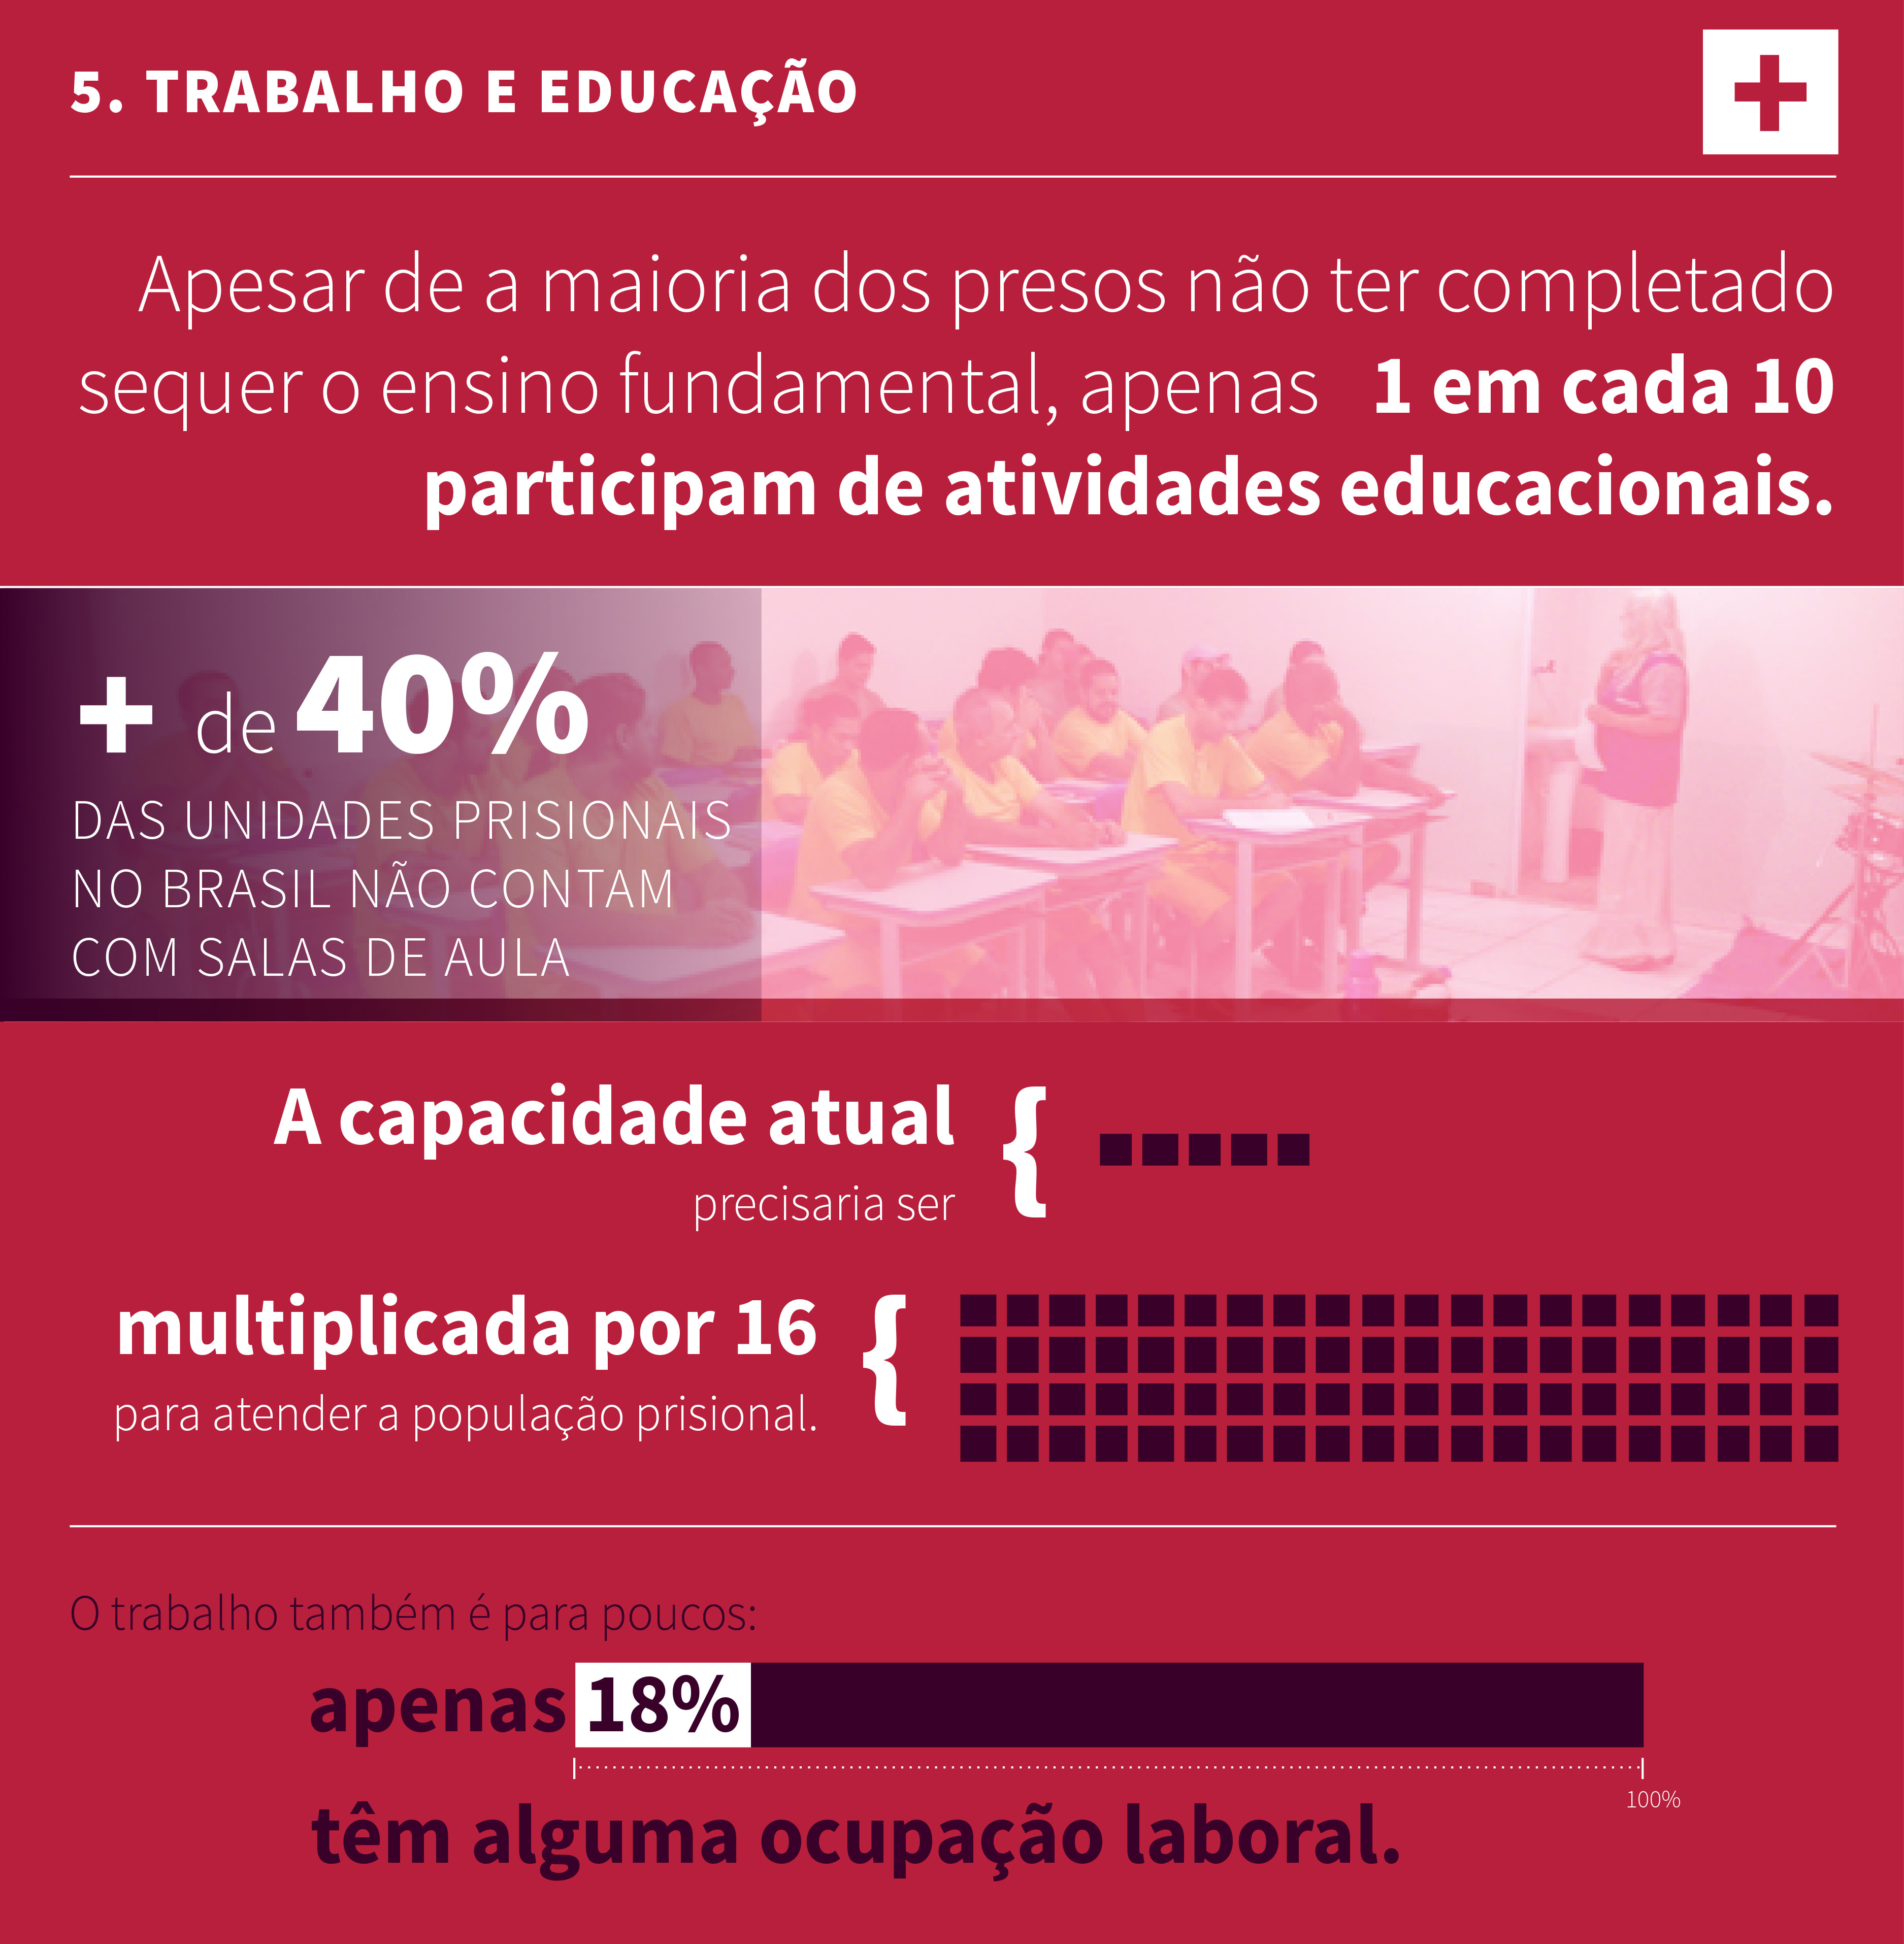 5. TRABALHO E EDUCAÇÃO
+
Apesar de a maioria dos presos não ter completado
sequer o ensino fundamental, apenas 1 em cada 10
participam de atividades educacionais.
+ de 40%
DAS UNIDADES PRISIONAIS
NO BRASIL NÃO CONTAM
COM SALAS DE AULA
A capacidade atual {
precisaria ser
multiplicada por 16 {
para atender a população prisional.
O trabalho também é para poucos:
apenas 18%
100%
têm alguma ocupação laboral.